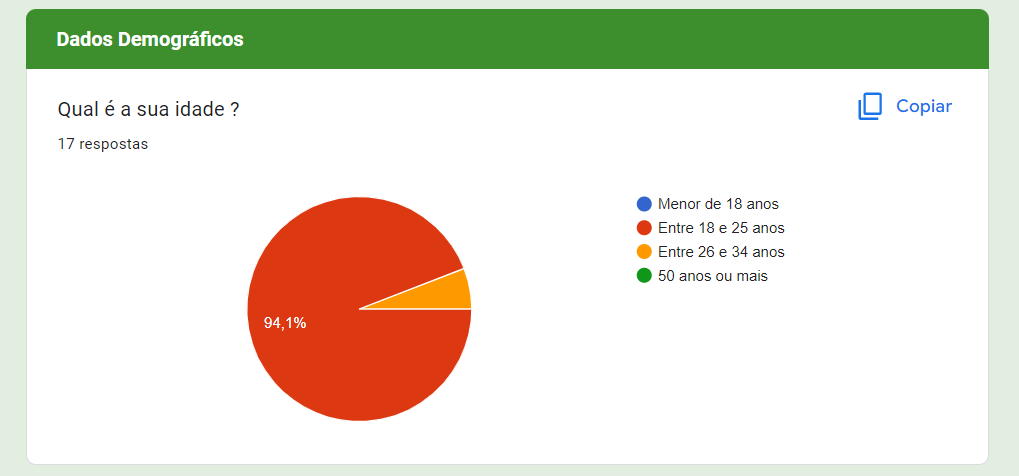 Dados Demográficos
Qual é a sua idade ?
Copiar
17 respostas
Menor de 18 anos
Entre 18 e 25 anos
Entre 26 e 34 anos
50 anos ou mais
94,1%